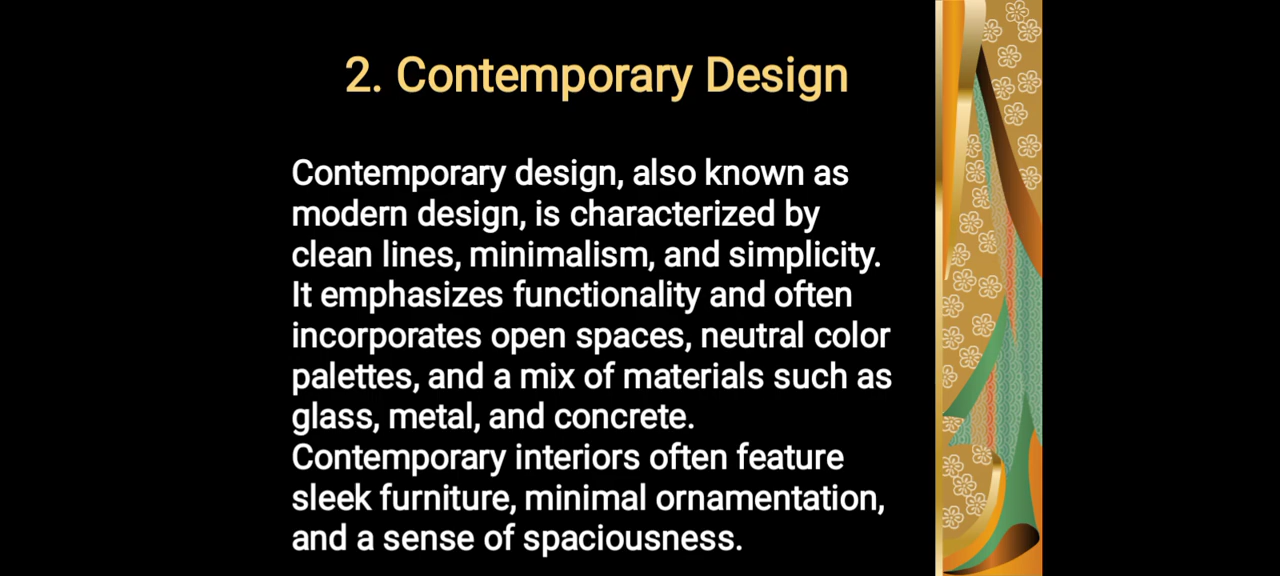 2. Contemporary Design
Contemporary design, also known as
modern design, is characterized by
clean lines, minimalism, and simplicity.
It emphasizes functionality and often
incorporates open spaces, neutral color
palettes, and a mix of materials such as
glass, metal, and concrete.
Contemporary interiors often feature
sleek furniture, minimal ornamentation,
and a sense of spaciousness.